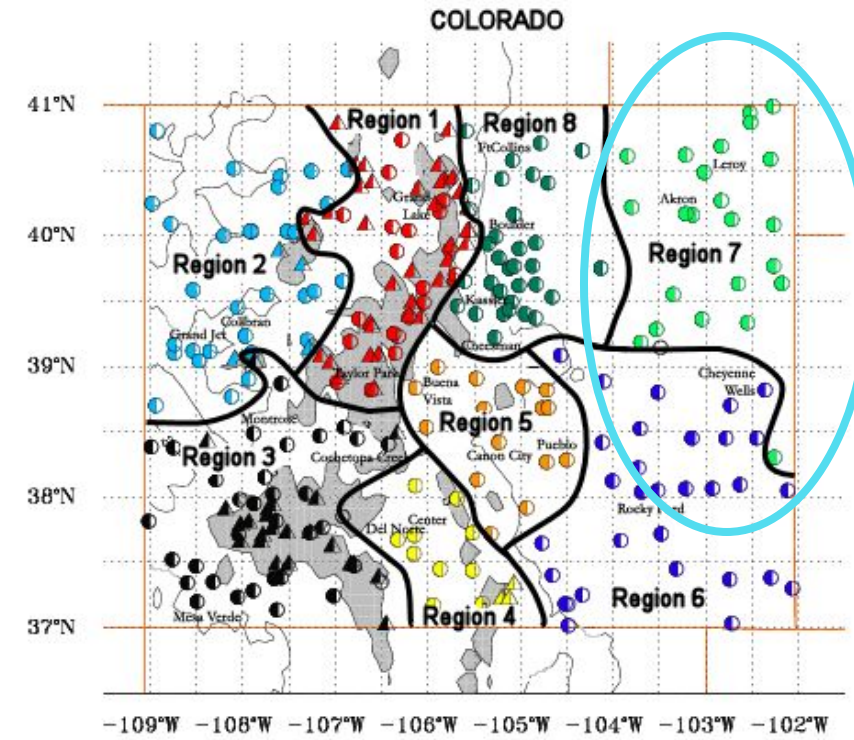 COLORADO
41°N
40°N
39°N
38°N
37°N
Region 1
Region 8
FtCollins
Leroy
Grand
Lake
Akron
Boulder
Region 7
Region 2
Kassler
Collbran
Grand Jct
Cheesman
Taylor Park
Buena
Vista
Cheyenne
Wells
Montrose
Region 5
Region 3
Cochetopa Creek
Canon City
Pueblo
Del Norte
Center
Rocky Ford
Mesa Verde
Region 4
Region 6
-109°W -108°W -107°W -106°W -105°W -104°W -103°W -102°W